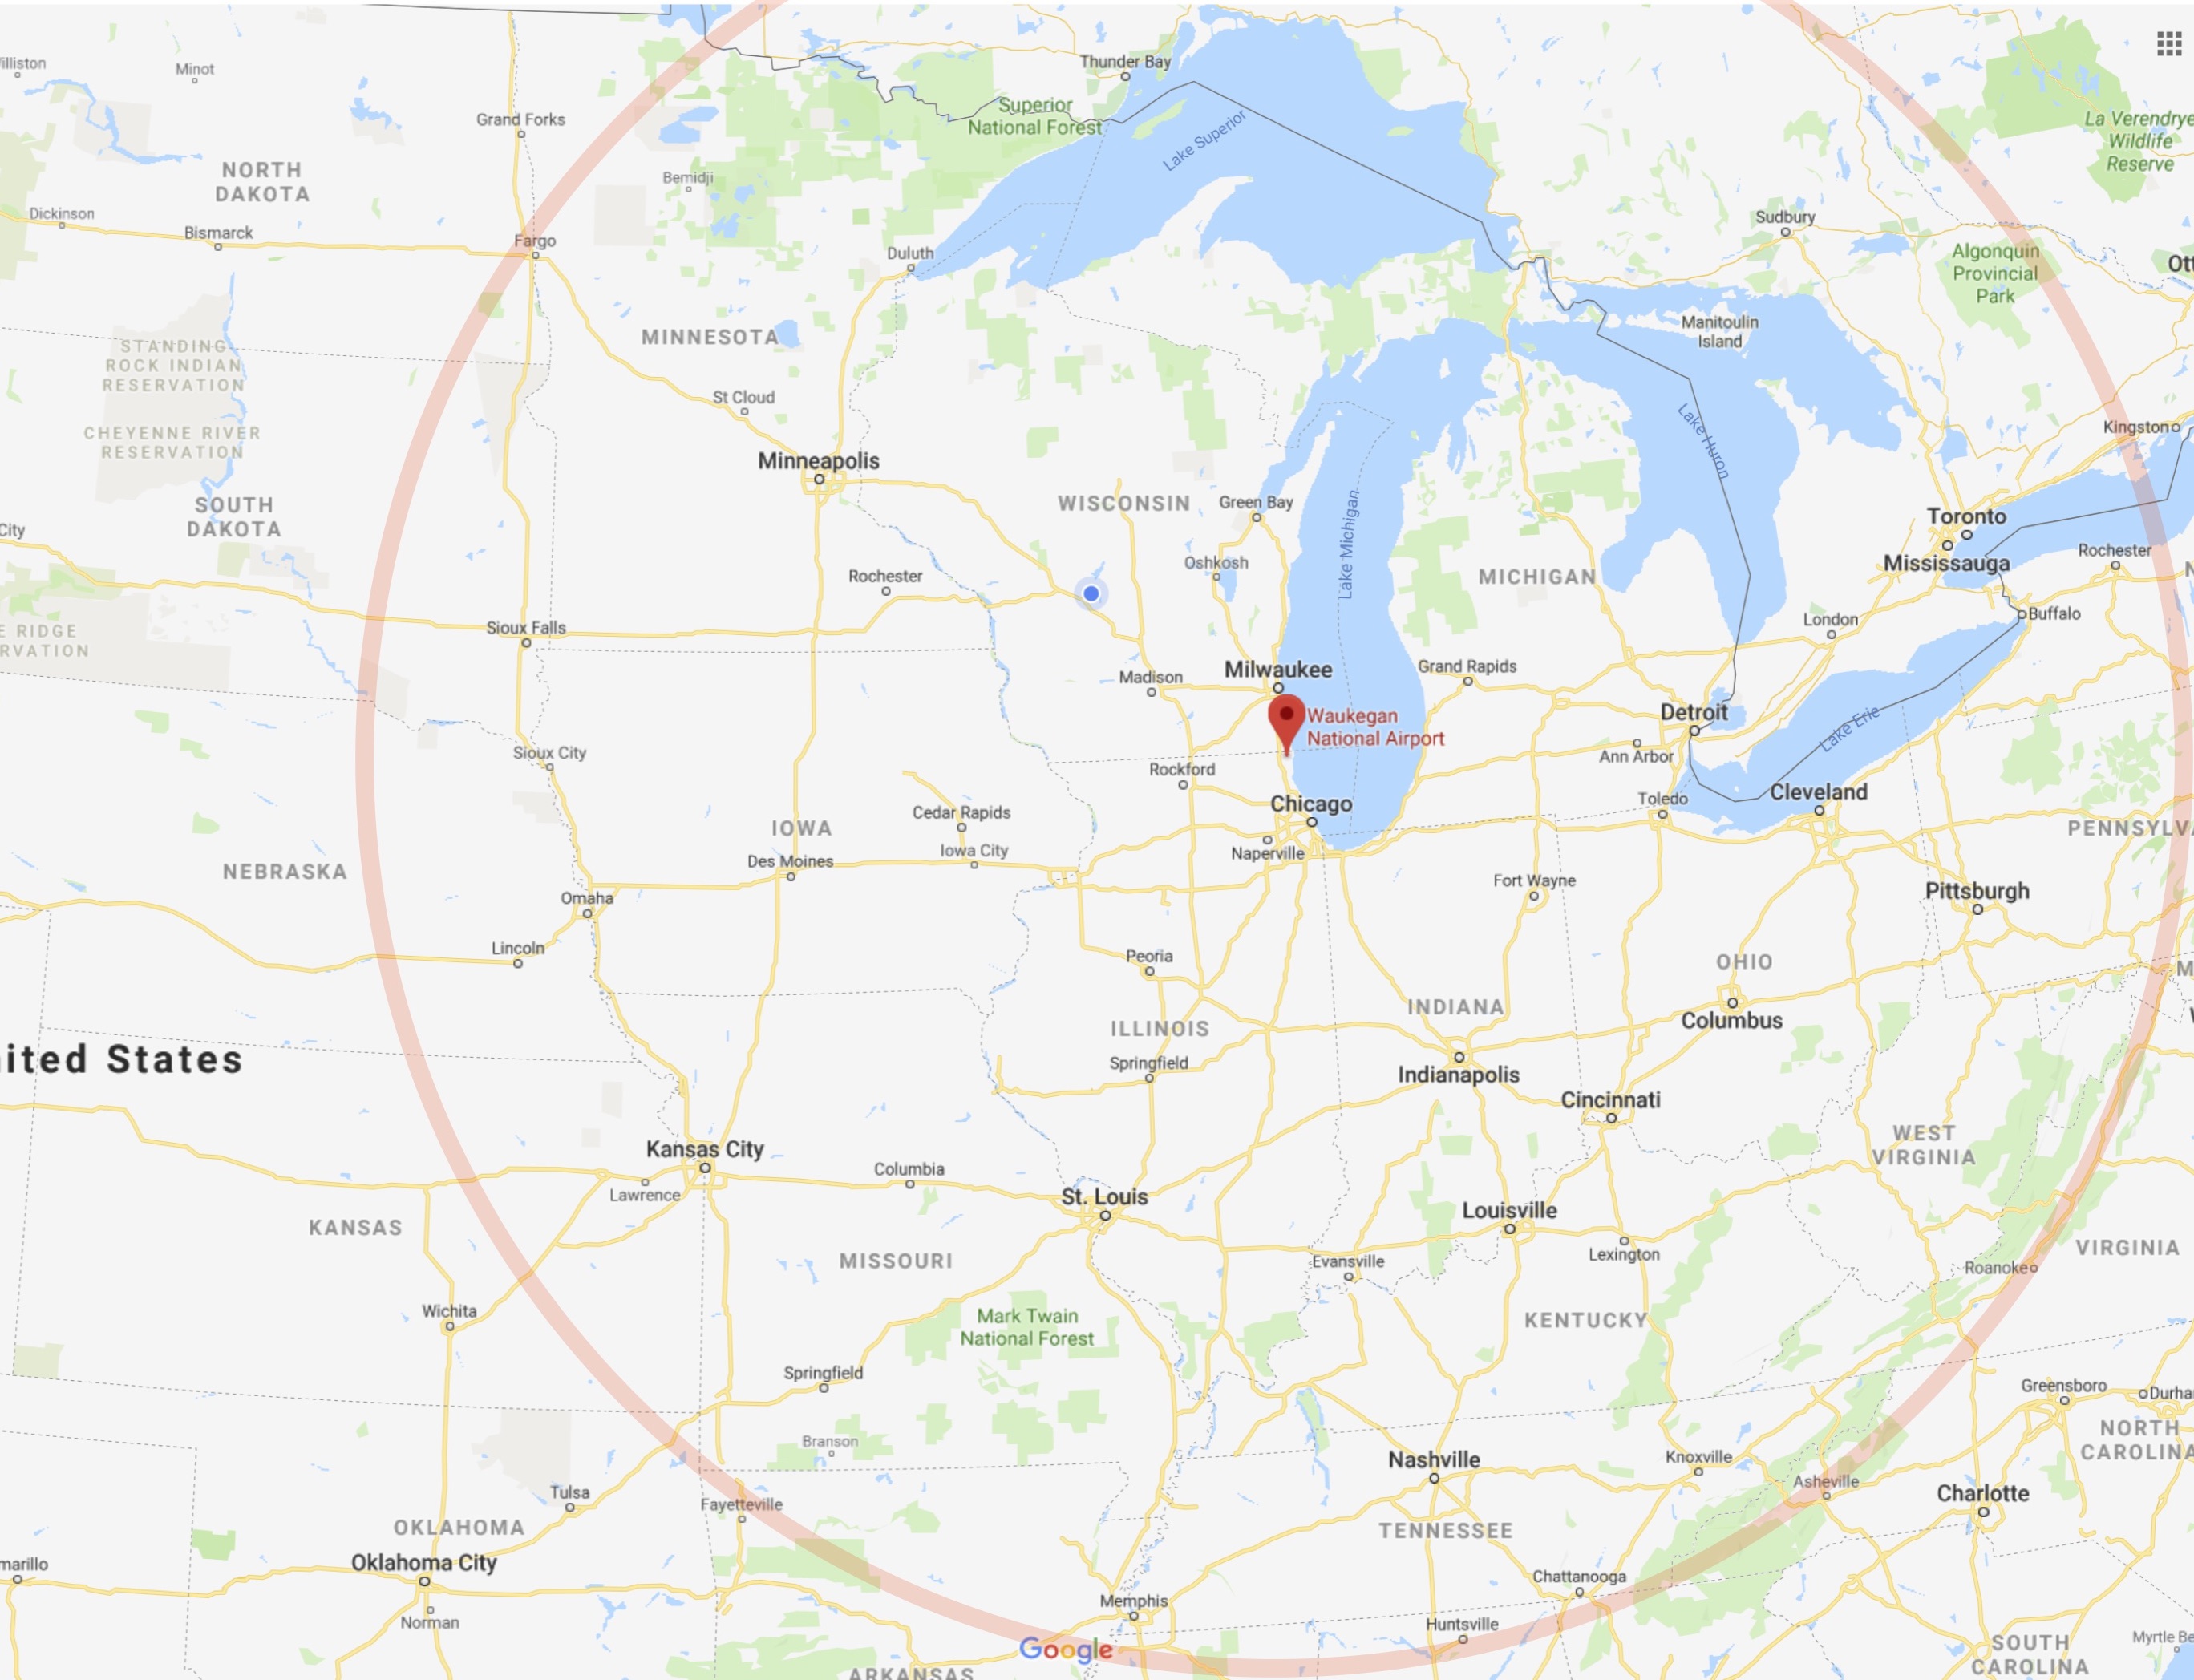 illiston
Minot
Thunder Bay
Grand Forks
Superior
National Forest
Lake Superior
La Verendrye
Wildlife
Reserve
NORTH
DAKOTA
Bemidji
Dickinson
Bismarck
Fargo
Duluth
Sudbury
Algonquin
Provincial
Park
Ott
MINNESOTA
Manitoulin
Island
STANDING
ROCK INDIAN
RESERVATION
St Cloud
CHEYENNE RIVER
RESERVATION
Lake Huron
Kingston
Minneapolis
SOUTH
DAKOTA
WISCONSIN
Green Bay
Lake Michigan
City
Toronto
Mississauga
Rochester
N
Oshkosh
MICHIGAN
Rochester
E RIDGE
RVATION
Sioux Falls
London
Buffalo
Madison
Milwaukee
Grand Rapids
Waukegan
National Airport
Detroit
Lake Erie
Ann Arbor
Sioux City
Rockford
Toledo
Cleveland
Chicago
Cedar Rapids
IOWA
PENNSYLVA
Des Moines
Iowa City
Naperville
NEBRASKA
Fort Wayne
Pittsburgh
Omaha
Lincoln
Peoria
OHIO
M
INDIANA
ILLINOIS
Columbus
ited States
Springfield
Indianapolis
Cincinnati
WEST
VIRGINIA
Kansas City
Lawrence
Columbia
St. Louis
Louisville
KANSAS
MISSOURI
Evansville
Lexington
VIRGINIA
Roanoke
Wichita
Mark Twain
National Forest
KENTUCKY
Springfield
Greensboro
Durha
NORTH
CAROLINA
Branson
Nashville
Knoxville
Asheville
Tulsa
Fayetteville
Charlotte
OKLAHOMA
TENNESSEE
Oklahoma City
marillo
Chattanooga
Memphis
Norman
Huntsville
Google
SOUTH
CAROLINA
Myrtle Be
ARKANSAS